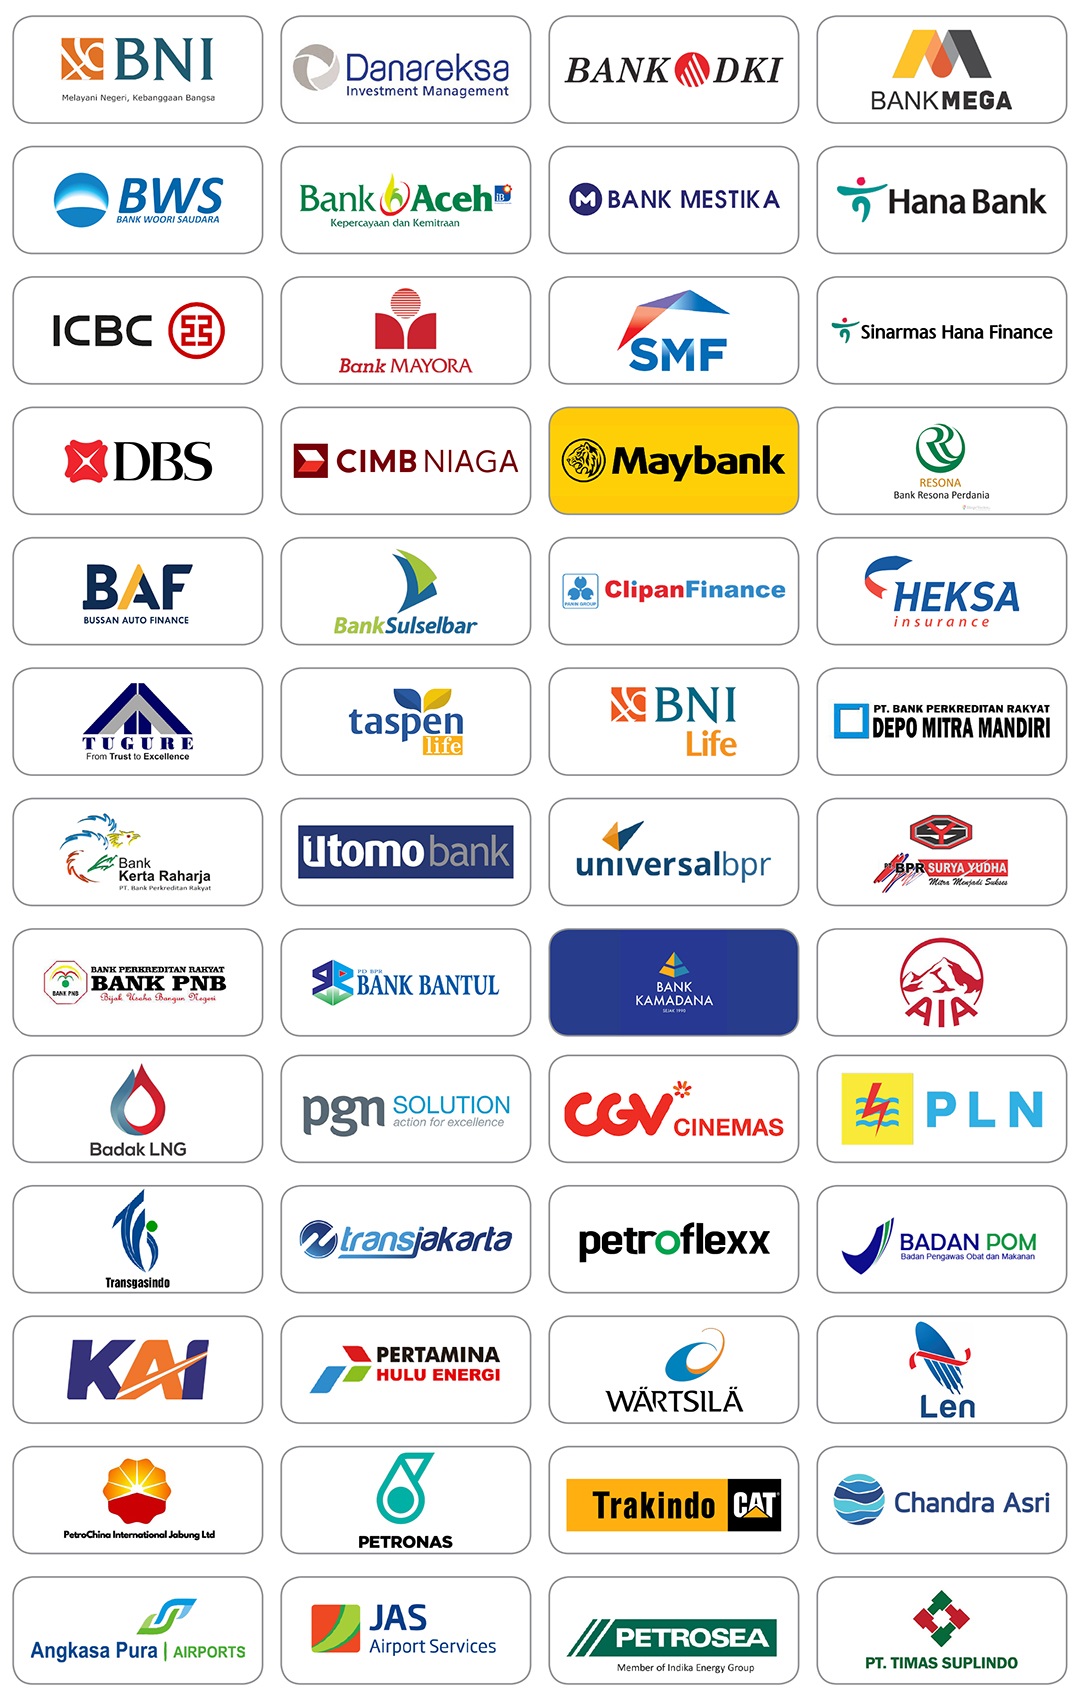 BNI
Melayani Negeri, Kebanggaan Bangsa
Danareksa
Investment Management
BANK DKI
BANK MEGA
BWS
BANK WOORI SAUDARA
Bank Aceh
Kepercayaan dan Kemitraan
M BANK MESTIKA
Hana Bank
ICBC
Bank MAYORA
SMF
Sinarmas Hana Finance
DBS
CIMB NIAGA
Maybank
RESONA
Bank Resona Perdania
BAF
BUSSAN AUTO FINANCE
BankSulselbar
PANIN GROUP
ClipanFinance
HEKSA
insurance
TUGURE
From Trust to Excellence
taspen
life
BNI
Life
PT. BANK PERKREDITAN RAKYAT
DEPO MITRA MANDIRI
Bank
Kerta Raharja
PT. Bank Perkreditan Rakyat
Utomobank
universalbpr
PT BPR SURYA YUDHA
Mitra Menjadi Sukses
BANK PNB
BANK PERKREDITAN RAKYAT
BANK PNB
Bijak Usaha Bangun Negeri
PD BPR
BANK BANTUL
BANK
KAMADANA
SEJAK 1990
AIA
Badak LNG
pgn SOLUTION
action for excellence
CGV CINEMAS
PLN
Transgasindo
transjakarta
petroflexx
BADAN POM
Badan Pengawas Obat dan Makanan
KAI
PERTAMINA
HULU ENERGI
WÄRTSILÄ
Len
PetroChina International Jabung Ltd
PETRONAS
Trakindo CAT
Chandra Asri
Angkasa Pura | AIRPORTS
JAS
Airport Services
PETROSEA
Member of Indika Energy Group
PT. TIMAS SUPLINDO